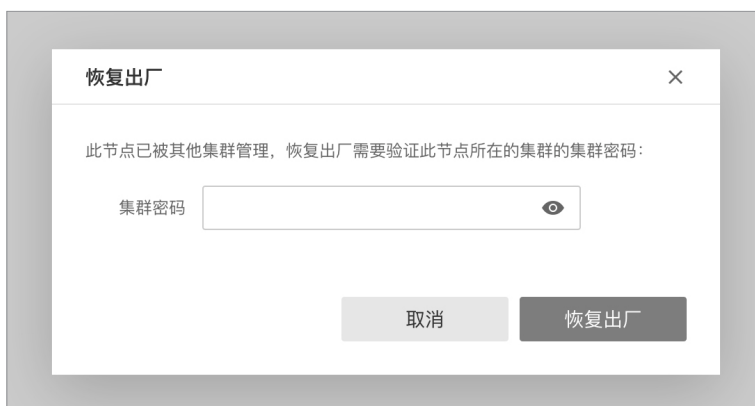 恢复出厂
此节点已被其他集群管理，恢复出厂需要验证此节点所在的集群的集群密码：
集群密码
取消
恢复出厂